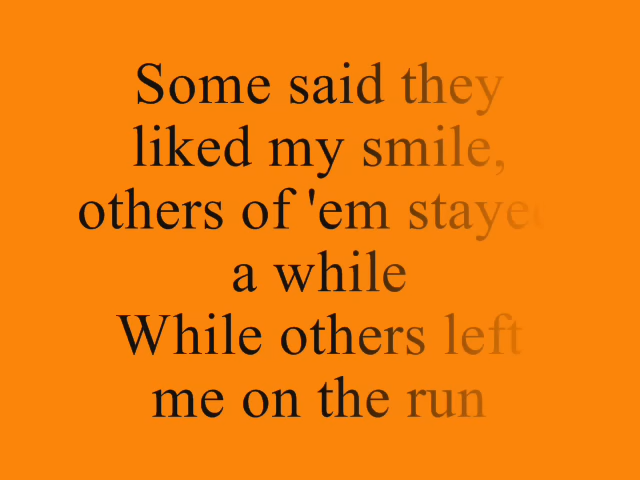 Some said they
liked my smile,
others of 'em stayed
a while
While others left
me on the run